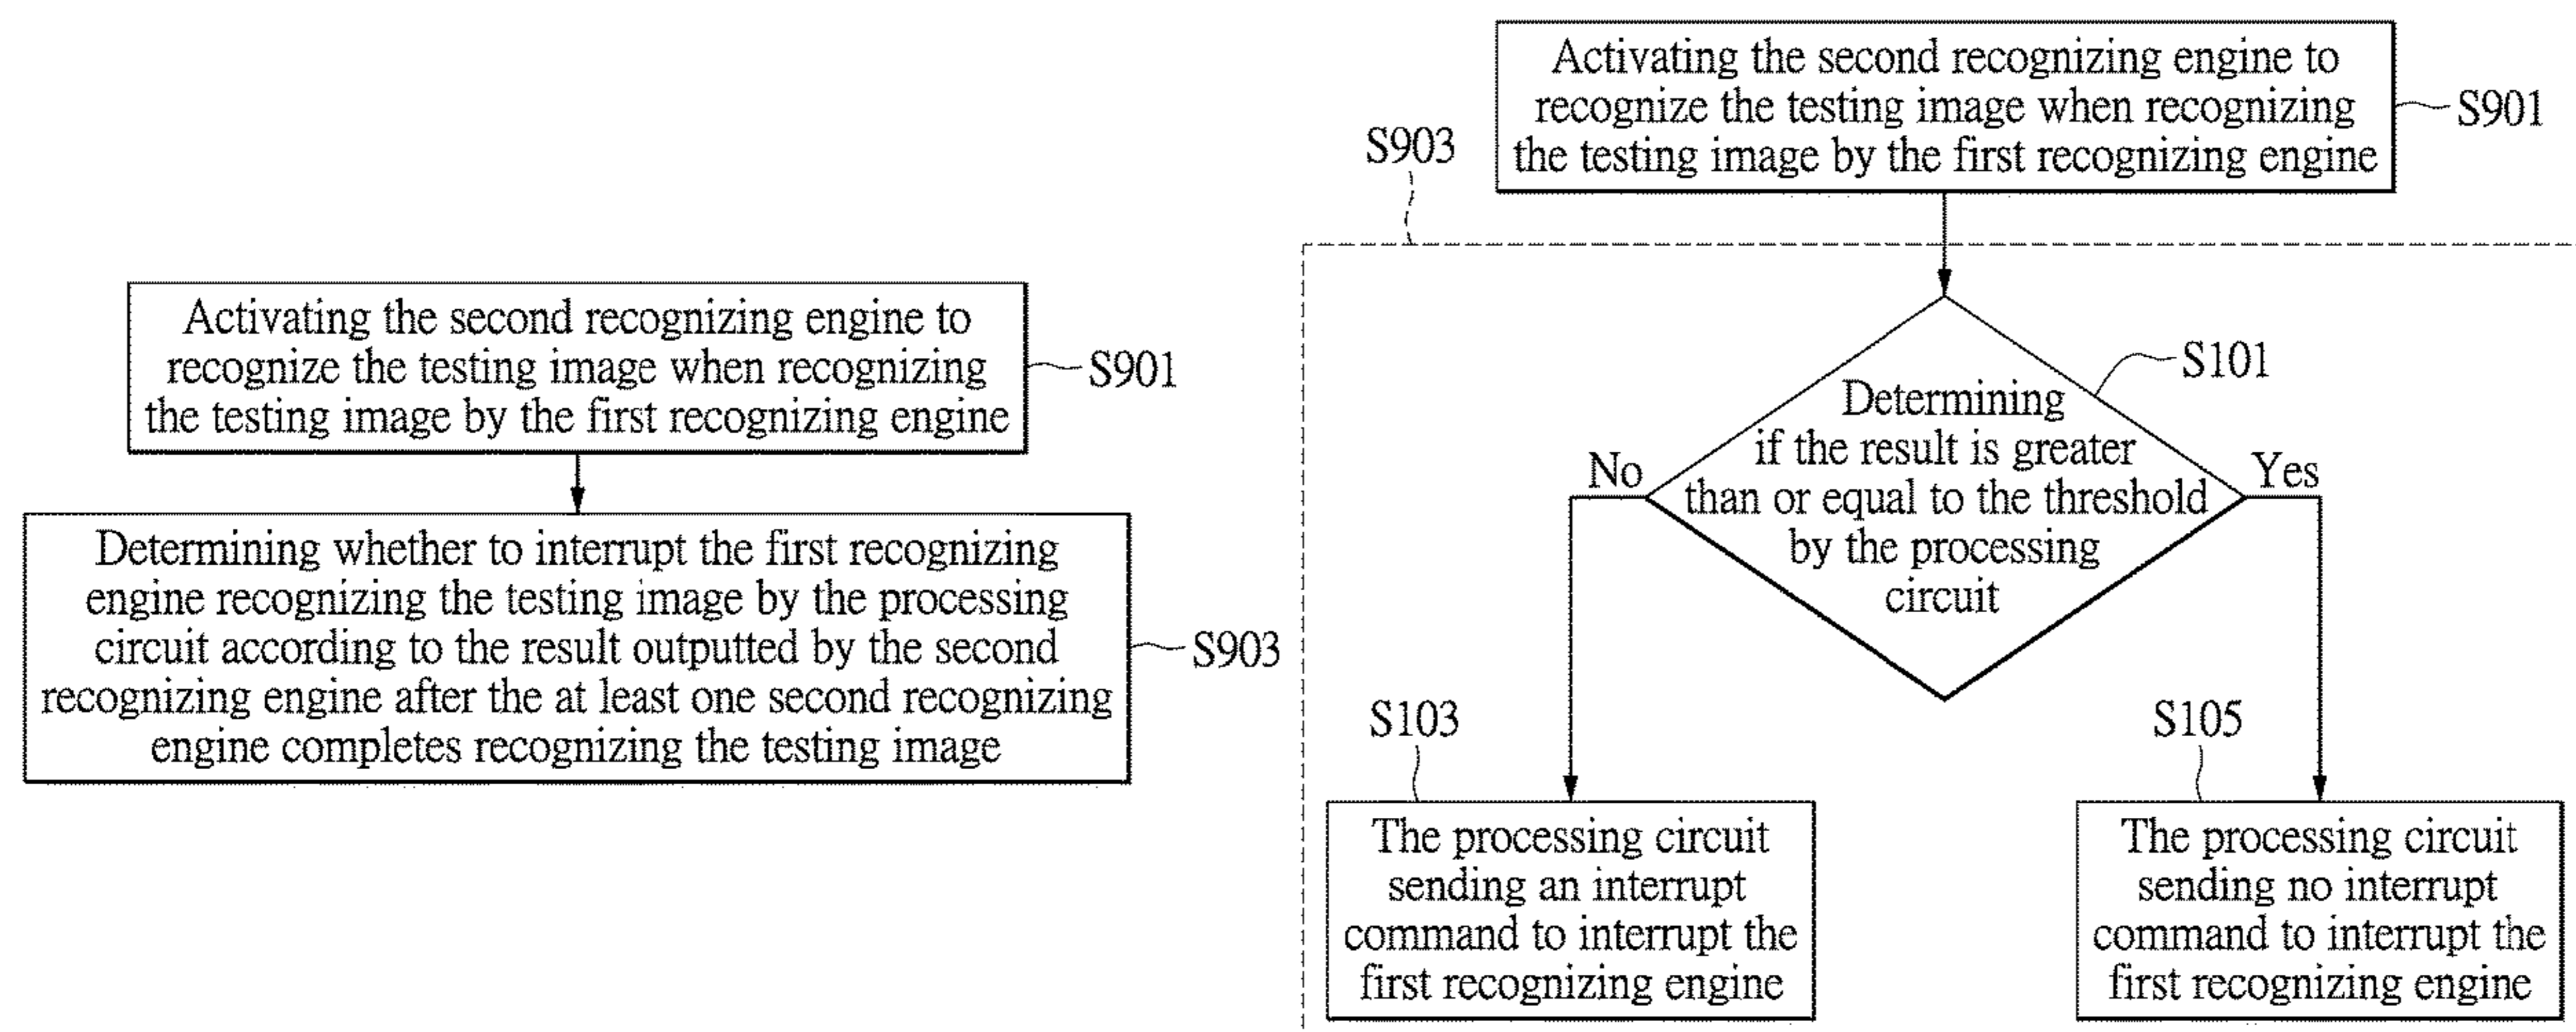 Activating the second recognizing engine to
recognize the testing image when recognizing
the testing image by the first recognizing engine
S901
Determining whether to interrupt the first recognizing
engine recognizing the testing image by the processing
circuit according to the result outputted by the second
recognizing engine after the at least one second recognizing
engine completes recognizing the testing image
S903
Activating the second recognizing engine to
recognize the testing image when recognizing
the testing image by the first recognizing engine
S901
S903
Determining
if the result is greater
than or equal to the threshold
by the processing
circuit
S101
No
Yes
S103
The processing circuit
sending an interrupt
command to interrupt the
first recognizing engine
S105
The processing circuit
sending no interrupt
command to interrupt the
first recognizing engine